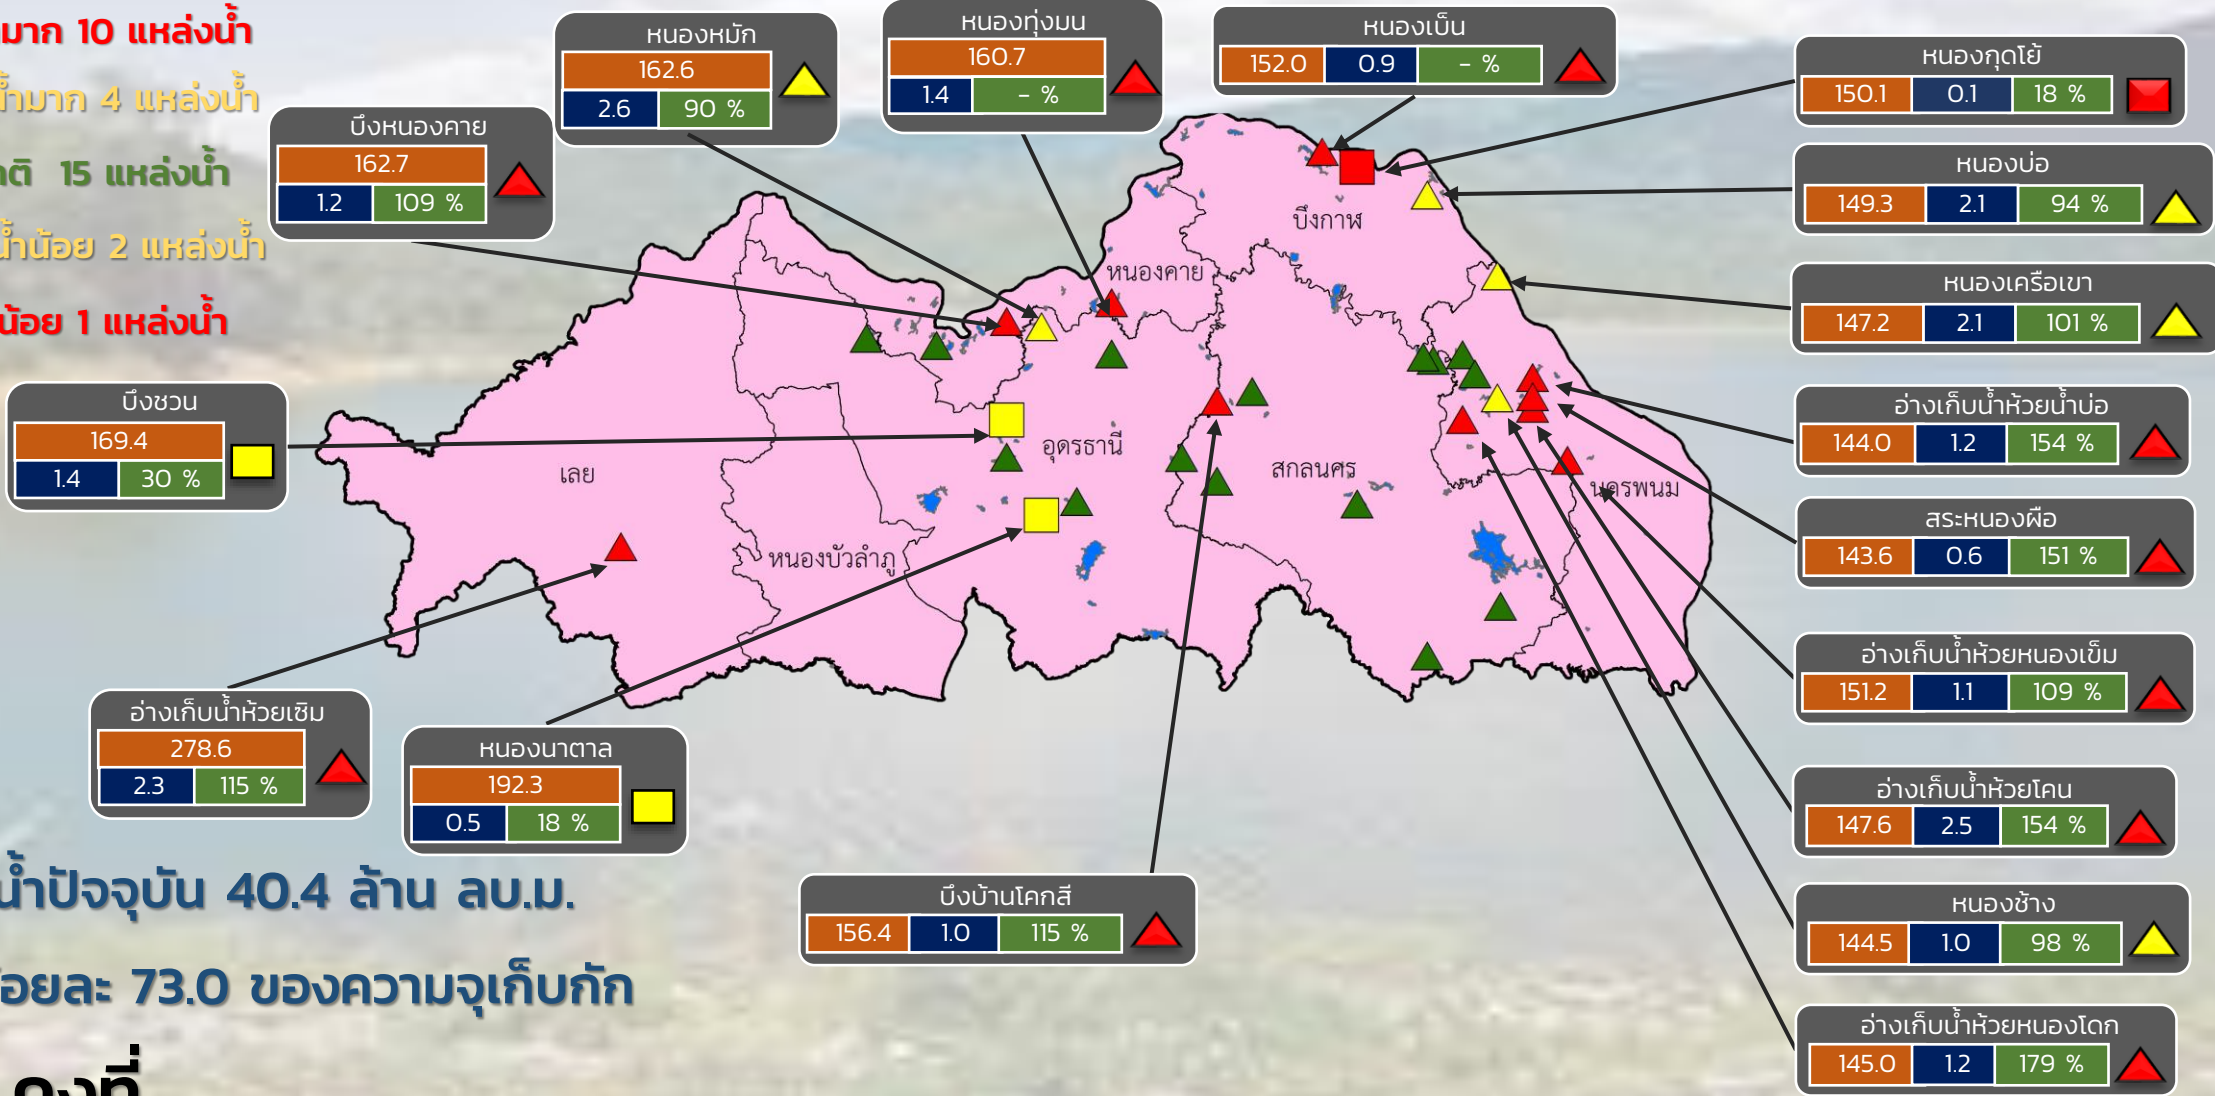 มาก 10 แหล่งน้ำ
น้ำมาก 4 แหล่งน้ำ
15 แหล่งน้ำ
น้ำน้อย 2 แหล่งน้ำ
น้อย 1 แหล่งน้ำ
บึงหนองคาย
162.7
1.2 109 %
หนองหมัก
162.6
2.6 90 %
หนองทุ่งมน
160.7
1.4 - %
หนองเบ็น
152.0 0.9 - %
หนองกุดโย้
150.1 0.1 18 %
หนองบ่อ
149.3 2.1 94 %
หนองเครือเขา
147.2 2.1 101 %
อ่างเก็บน้ำห้วยน้ำบ่อ
144.0 1.2 154 %
สระหนองผือ
143.6 0.6 151 %
อ่างเก็บน้ำห้วยหนองเข็ม
151.2 1.1 109 %
อ่างเก็บน้ำห้วยโคน
147.6 2.5 154 %
หนองช้าง
144.5 1.0 98 %
อ่างเก็บน้ำห้วยหนองโดก
145.0 1.2 179 %
บึงกาฬ
หนองคาย
อุดรธานี
เลย
สกลนคร
นครพนม
หนองบัวลำภู
บึงชวน
169.4
1.4 30 %
อ่างเก็บน้ำห้วยเซิม
278.6
2.3 115 %
หนองนาตาล
192.3
0.5 18 %
บึงบ้านโคกสี
156.4 1.0 115 %
น้ำปัจจุบัน 40.4 ล้าน ลบ.ม.
ร้อยละ 73.0 ของความจุเก็บกัก
คงที่